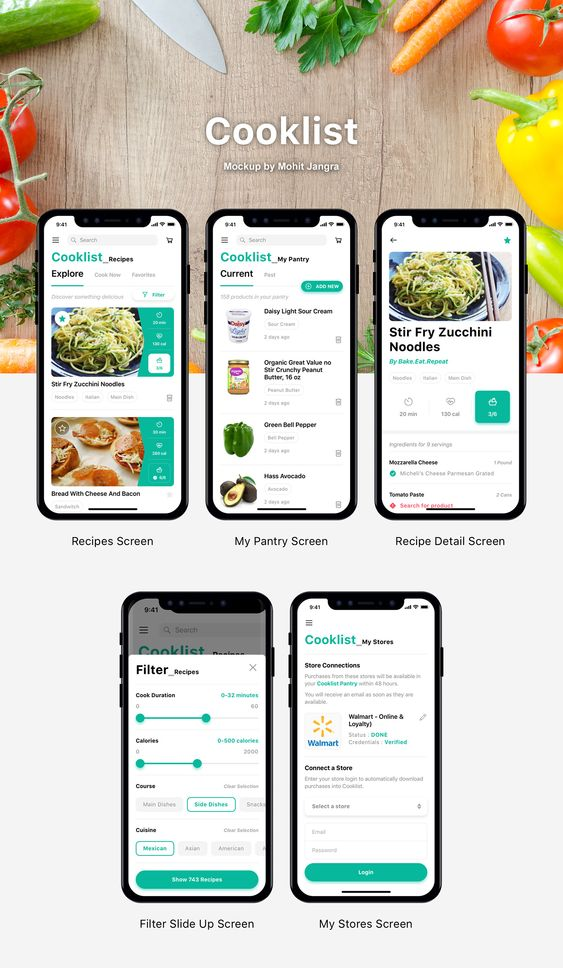 Cooklist
Mockup by Mohit Jangra
9:41
Search
Cooklist_Recipes
Explore
Cook Now
Favorites
Discover something delicious
Filter
20 min
130 cal
3/6
Stir Fry Zucchini Noodles
Noodles
Italian
Main Dish
30 min
260 cal
6/6
Bread With Cheese And Bacon
Sandwitch
Recipes Screen
9:41
Search
Cooklist_My Pantry
Current
Past
ADD NEW
158 products in your pantry
Daisy Light Sour Cream
Sour Cream
2 days ago
Organic Great Value no
Stir Crunchy Peanut
Butter, 16 oz
Peanut Butter
2 days ago
Green Bell Pepper
Bell Pepper
2 days ago
Hass Avocado
Avocado
2 days ago
My Pantry Screen
9:41
Stir Fry Zucchini
Noodles
By Bake.Eat.Repeat
Noodles
Italian
Main Dish
20 min
130 cal
3/6
Ingredients for 9 servings
Mozzarella Cheese
1 Pound
Micheli's Cheese Parmesan Grated
Tomato Paste
2 Cans
Search for product
Recipe Detail Screen
9:41
Search
Cooklist_Recipes
Filter_Recipes
Cook Duration
0-32 minutes
0
60
Calories
0-500 calories
0
2000
Course
Clear Selection
Main Dishes
Side Dishes
Snacks
Cuisine
Clear Selection
Mexican
Asian
American
Show 743 Recipes
Filter Slide Up Screen
9:41
Cooklist_My Stores
Store Connections
Purchases from these stores will be available in
your Cooklist Pantry within 48 hours.
You will receive an email as soon as they are
available.
Walmart
Walmart - Online &
Loyalty)
Status : DONE
Credentials : Verified
Connect a Store
Enter your store login to automatically download
purchases into Cooklist.
Select a store
Email
Password
Login
My Stores Screen